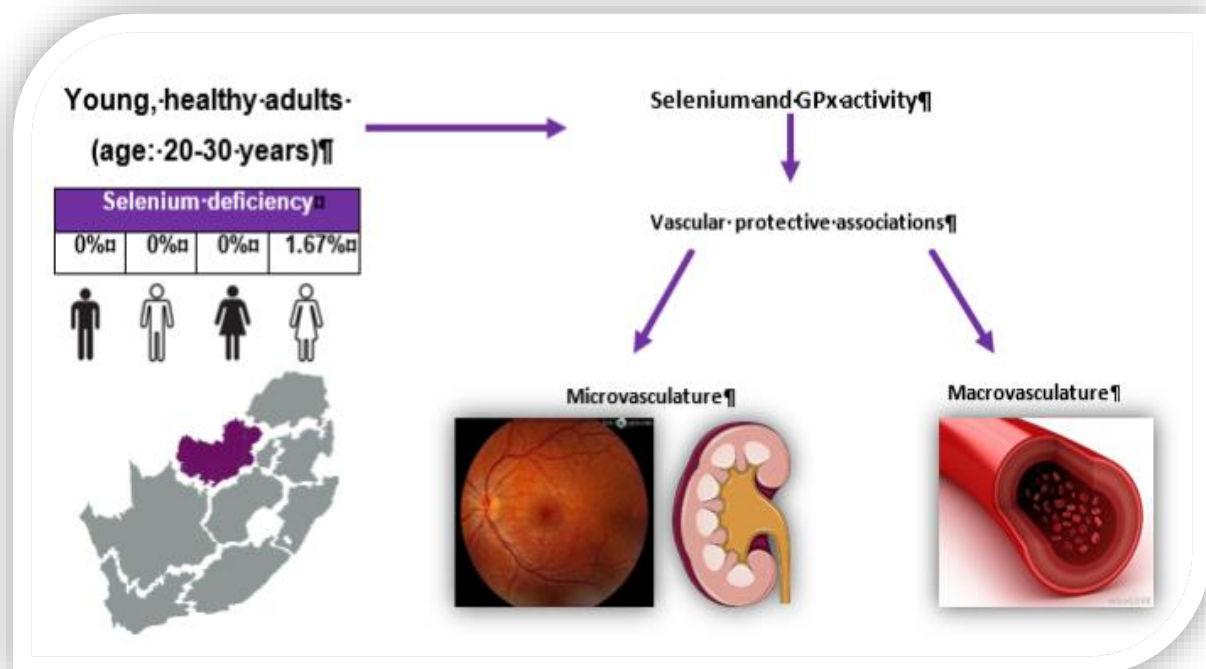 Young,·healthy·adults·
(age:·20-30·years)¶
Selenium·deficiency¤
0%¤ 0%¤ 0%¤ 1.67%¤
Selenium·and·GPx·activity¶
Vascular·protective·associations¶
Microvasculature¶
Macrovasculature¶